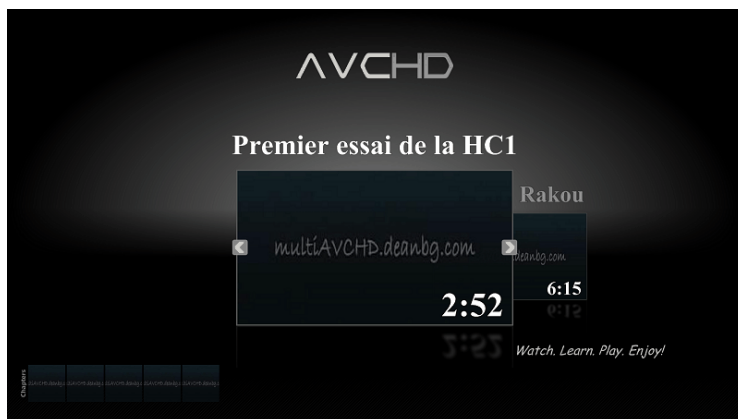 AVCHD
Premier essai de la HC1
Rakou
multiAVCHD.deanbg.com
deanbg.com
2:52
6:15
Watch. Learn. Play. Enjoy!
Chapters